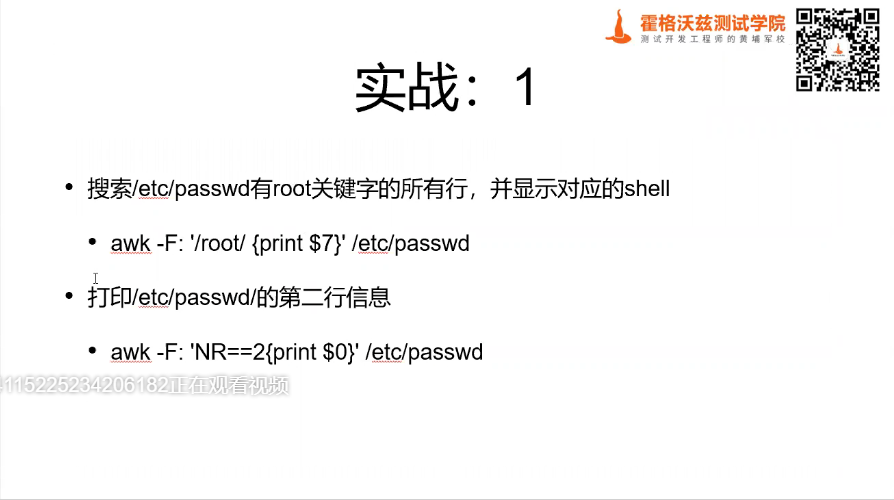 霍格沃兹测试学院
测试开发工程师的黄埔军校
实战：1
搜索/etc/passwd有root关键字的所有行，并显示对应的shell
awk -F: '/root/ {print $7}' /etc/passwd
打印/etc/passwd/的第二行信息
awk -F: 'NR==2{print $0}' /etc/passwd
115225234206182正在观看视频